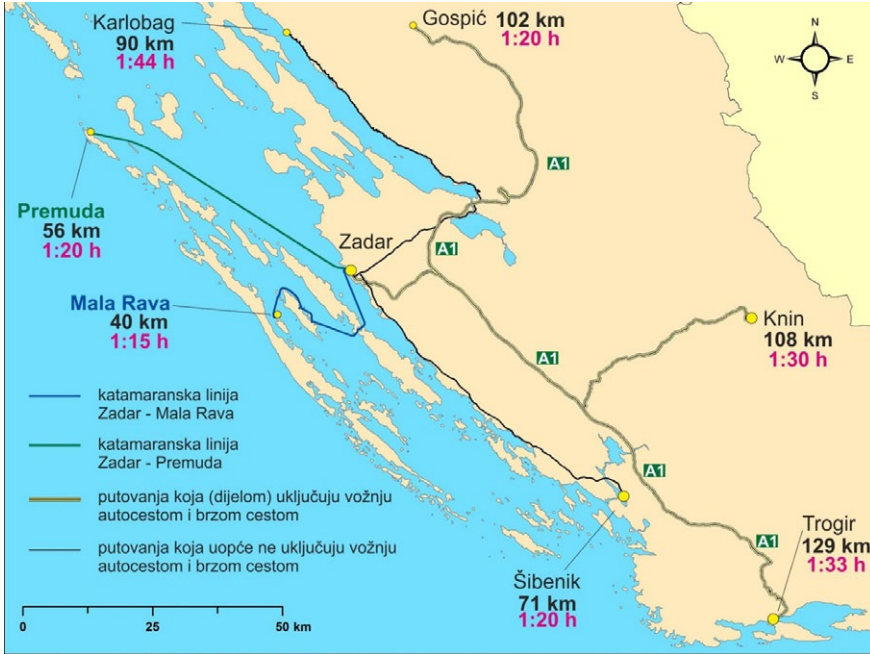 Karlobag
90 km
1:44 h
Gospić 102 km
1:20 h
N
W E
S
A1
Premuda
56 km
1:20 h
Zadar
A1
Mala Rava
40 km
1:15 h
Knin
108 km
1:30 h
A1
katamaranska linija
Zadar - Mala Rava
katamaranska linija
Zadar - Premuda
putovanja koja (dijelom) uključuju vožnju
autocestom i brzom cestom
putovanja koja uopće ne uključuju vožnju
autocestom i brzom cestom
A1
A1
Trogir
129 km
1:33 h
Šibenik
71 km
1:20 h
0 25 50 km